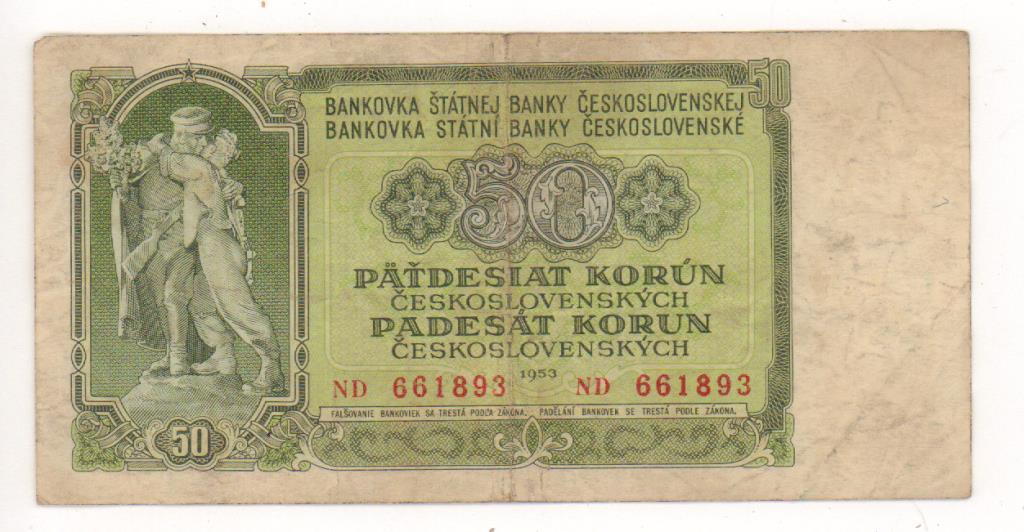 50
BANKOVKA ŠTÁTNEJ BANKY ČESKOSLOVENSKEJ
BANKOVKA STÁTNÍ BANKY ČESKOSLOVENSKÉ
50
PÄŤDESIAT KORÚN
ČESKOSLOVENSKÝCH
PADESÁT KORUN
ČESKOSLOVENSKÝCH
1953
ND 661893 ND 661893
FALŠOVANIE BANKOVIEK SA TRESTÁ PODĽA ZÁKONA. PADĚLÁNÍ BANKOVEK SE TRESTÁ PODLE ZÁKONA.
50